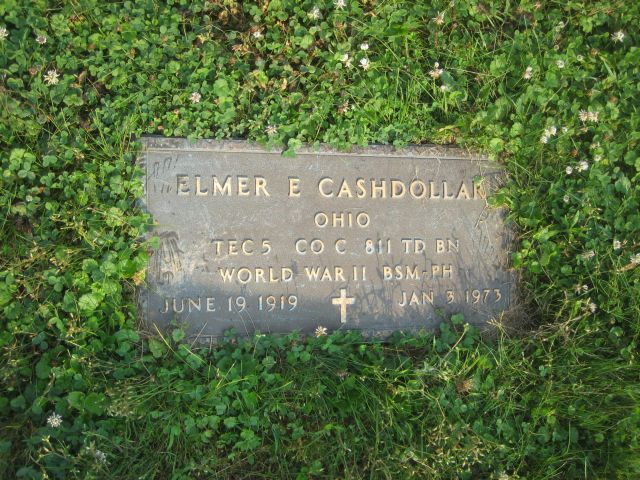 ELMER E CASHDOLLAR
OHIO
TEC 5 CO C 811 TD BN
WORLD WAR II BSM-PH
JUNE 19 1919 JAN 3 1973